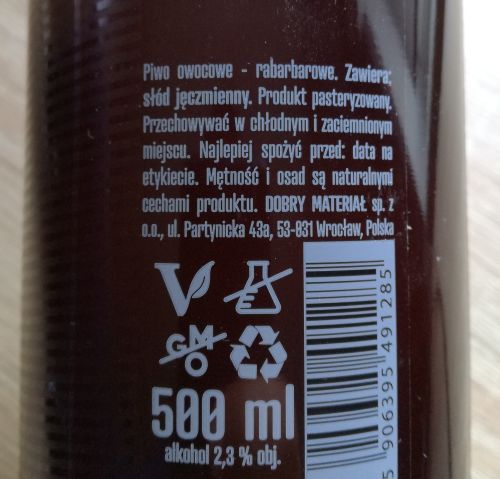 Piwo owocowe - rabarbarowe. Zawiera:
słód jęczmienny. Produkt pasteryzowany.
Przechowywać w chłodnym i zaciemnionym
miejscu. Najlepiej spożyć przed: data na
etykiecie. Mętność i osad są naturalnymi
cechami produktu. DOBRY MATERIAŁ sp. z
o.o., ul. Partynicka 43a, 53-031 Wrocław, Polska
V
GMO
500 ml
alkohol 2,3 % obj.
5 906395 491285